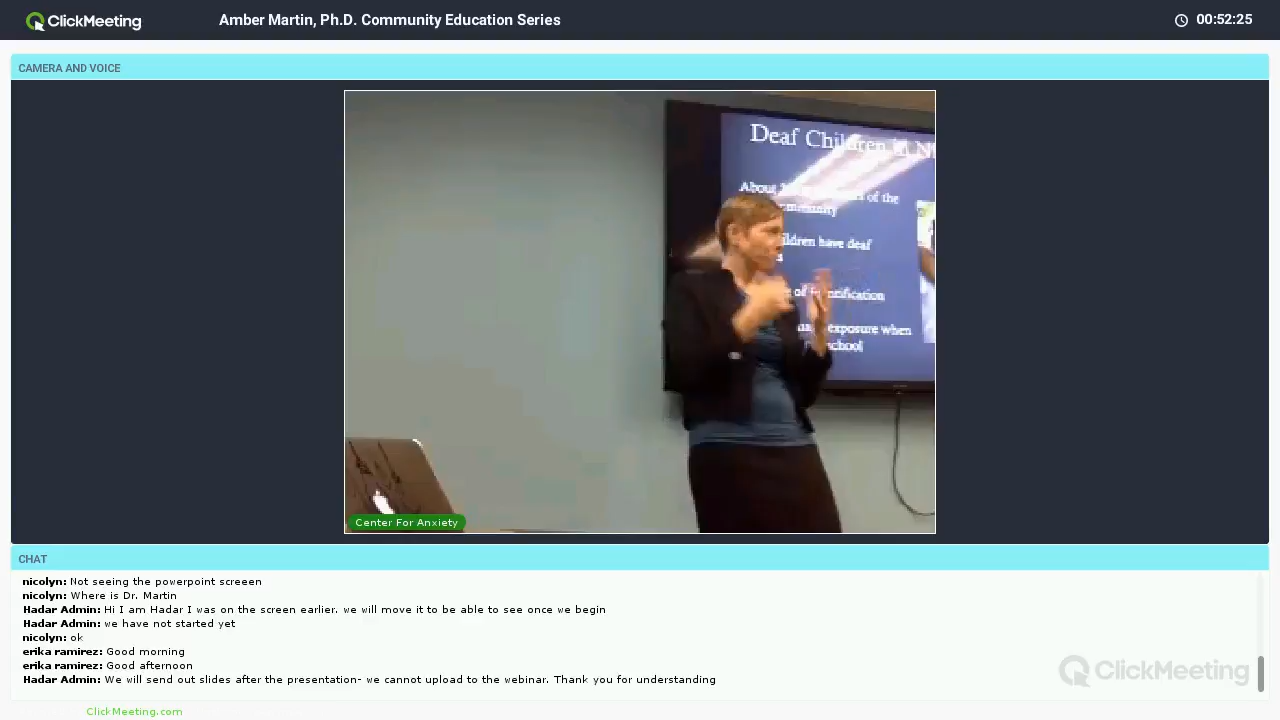 ClickMeeting
Amber Martin, Ph.D. Community Education Series
00:52:25
CAMERA AND VOICE
Deaf Children
About of the
have deaf
of
exposure when
school
Center For Anxiety
CHAT
nicolyn: Not seeing the powerpoint screeen
nicolyn: Where is Dr. Martin
Hadar Admin: Hi I am Hadar I was on the screen earlier. we will move it to be able to see once we begin
Hadar Admin: we have not started yet
nicolyn: ok
erika ramirez: Good morning
erika ramirez: Good afternoon
Hadar Admin: We will send out slides after the presentation- we cannot upload to the webinar. Thank you for understanding
ClickMeeting
ClickMeeting.com